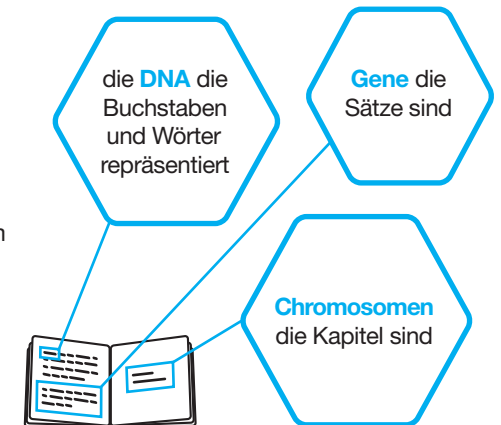 die DNA die
Buchstaben
und Wörter
repräsentiert
Gene die
Sätze sind
Chromosomen
die Kapitel sind